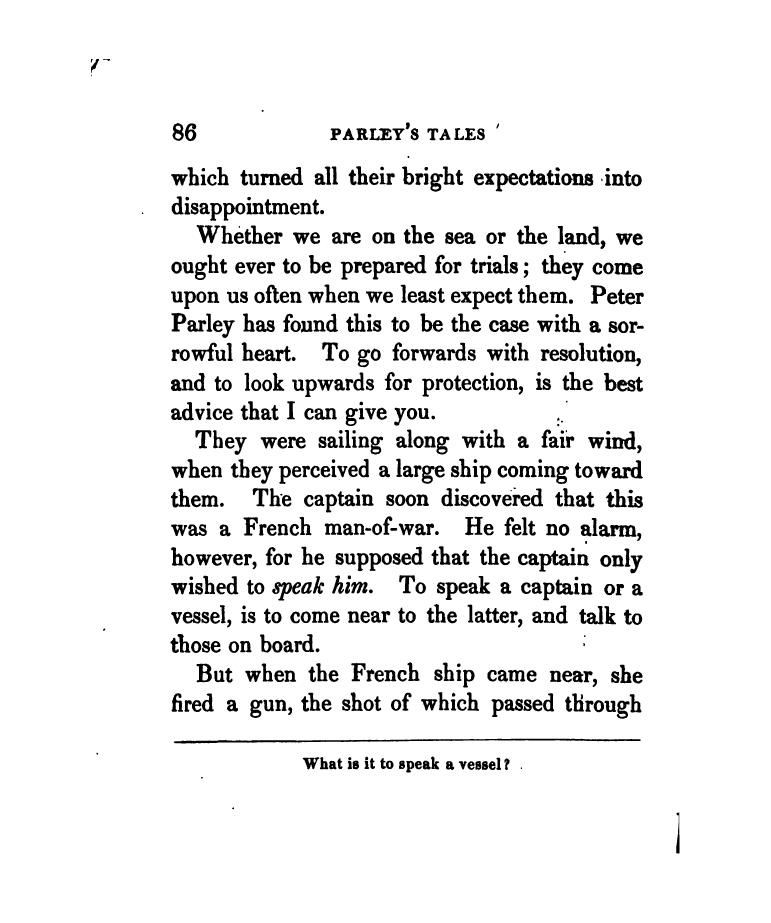 86 PARLEY'S TALES
which turned all their bright expectations into
disappointment.
Whether we are on the sea or the land, we
ought ever to be prepared for trials; they come
upon us often when we least expect them. Peter
Parley has found this to be the case with a sor-
rowful heart. To go forwards with resolution,
and to look upwards for protection, is the best
advice that I can give you.
They were sailing along with a fair wind,
when they perceived a large ship coming toward
them. The captain soon discovered that this
was a French man-of-war. He felt no alarm,
however, for he supposed that the captain only
wished to speak him. To speak a captain or a
vessel, is to come near to the latter, and talk to
those on board.
But when the French ship came near, she
fired a gun, the shot of which passed through
What is it to speak a vessel?